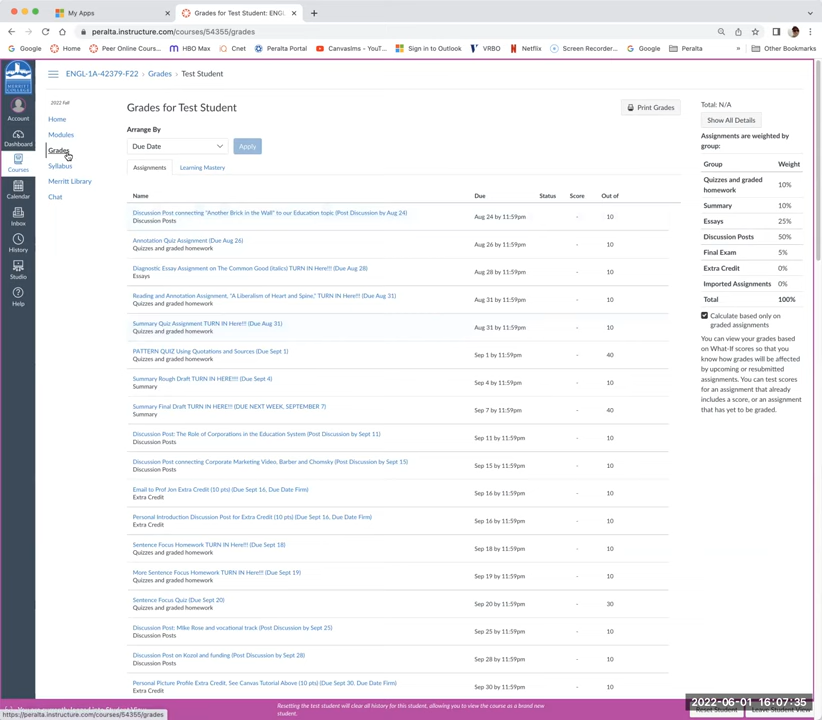 My Apps
Grades for Test Student: ENGL
peralta.instructure.com/courses/54355/grades
Google
Home
Peer Online Cours...
HBO Max
Cnet
Peralta Portal
CanvasIms - YouT...
Sign in to Outlook
VRBO
Netflix
Screen Recorder...
Google
Peralta
»
Other Bookmarks
ENGL-1A-42379-F22 › Grades › Test Student
2022 Fall
Home
Modules
Grades
Syllabus
Merritt Library
Chat
Account
Dashboard
Courses
Calendar
Inbox
History
Studio
Help
Grades for Test Student
Print Grades
Arrange By
Due Date
Apply
Assignments
Learning Mastery
Name Due Status Score Out of
Discussion Post connecting "Another Brick in the Wall" to our Education topic (Post Discussion by Aug 24) Aug 24 by 11:59pm - 10
Discussion Posts
Annotation Quiz Assignment (Due Aug 26) Aug 26 by 11:59pm - 10
Quizzes and graded homework
Diagnostic Essay Assignment on The Common Good (italics) TURN IN Here!!! (Due Aug 28) Aug 28 by 11:59pm - 10
Essays
Reading and Annotation Assignment, "A Liberalism of Heart and Spine," TURN IN Here!!! (Due Aug 31) Aug 31 by 11:59pm - 10
Quizzes and graded homework
Summary Quiz Assignment TURN IN Here!!! (Due Aug 31) Aug 31 by 11:59pm - 10
Quizzes and graded homework
PATTERN QUIZ Using Quotations and Sources (Due Sept 1) Sep 1 by 11:59pm - 40
Quizzes and graded homework
Summary Rough Draft TURN IN HERE!!!! (Due Sept 4) Sep 4 by 11:59pm - 10
Summary
Summary Final Draft TURN IN HERE!!! (DUE NEXT WEEK, SEPTEMBER 7) Sep 7 by 11:59pm - 40
Summary
Discussion Post: The Role of Corporations in the Education System (Post Discussion by Sept 11) Sep 11 by 11:59pm - 10
Discussion Posts
Discussion Post connecting Corporate Marketing Video, Barber and Chomsky (Post Discussion by Sept 15) Sep 15 by 11:59pm - 10
Discussion Posts
Email to Prof Jon Extra Credit (10 pts) (Due Sept 16, Due Date Firm) Sep 16 by 11:59pm - 10
Extra Credit
Personal Introduction Discussion Post for Extra Credit (10 pts) (Due Sept 16, Due Date Firm) Sep 16 by 11:59pm - 10
Extra Credit
Sentence Focus Homework TURN IN Here!!! (Due Sept 18) Sep 18 by 11:59pm - 10
Quizzes and graded homework
More Sentence Focus Homework TURN IN Here!!! (Due Sept 19) Sep 19 by 11:59pm - 10
Quizzes and graded homework
Sentence Focus Quiz (Due Sept 20) Sep 20 by 11:59pm - 30
Quizzes and graded homework
Discussion Post: Mike Rose and vocational track (Post Discussion by Sept 25) Sep 25 by 11:59pm - 10
Discussion Posts
Discussion Post on Kozol and funding (Post Discussion by Sept 28) Sep 28 by 11:59pm - 10
Discussion Posts
Personal Picture Profile Extra Credit, See Canvas Tutorial Above (10 pts) (Due Sept 30, Due Date Firm) Sep 30 by 11:59pm - 10
Extra Credit
Total: N/A
Show All Details
Assignments are weighted by
group:
Group Weight
Quizzes and graded
homework 10%
Summary 10%
Essays 25%
Discussion Posts 50%
Final Exam 5%
Extra Credit 0%
Imported Assignments 0%
Total 100%
Calculate based only on
graded assignments
You can view your grades based
on What-If scores so that you
know how grades will be affected
by upcoming or resubmitted
assignments. You can test scores
for an assignment that already
includes a score, or an assignment
that has yet to be graded.
2022-06-01 16:07:35
Resetting the test student will clear all history for this student, allowing you to view the course as a brand new
student.
Reset Student
Leave Student View
https://peralta.instructure.com/courses/54355/grades